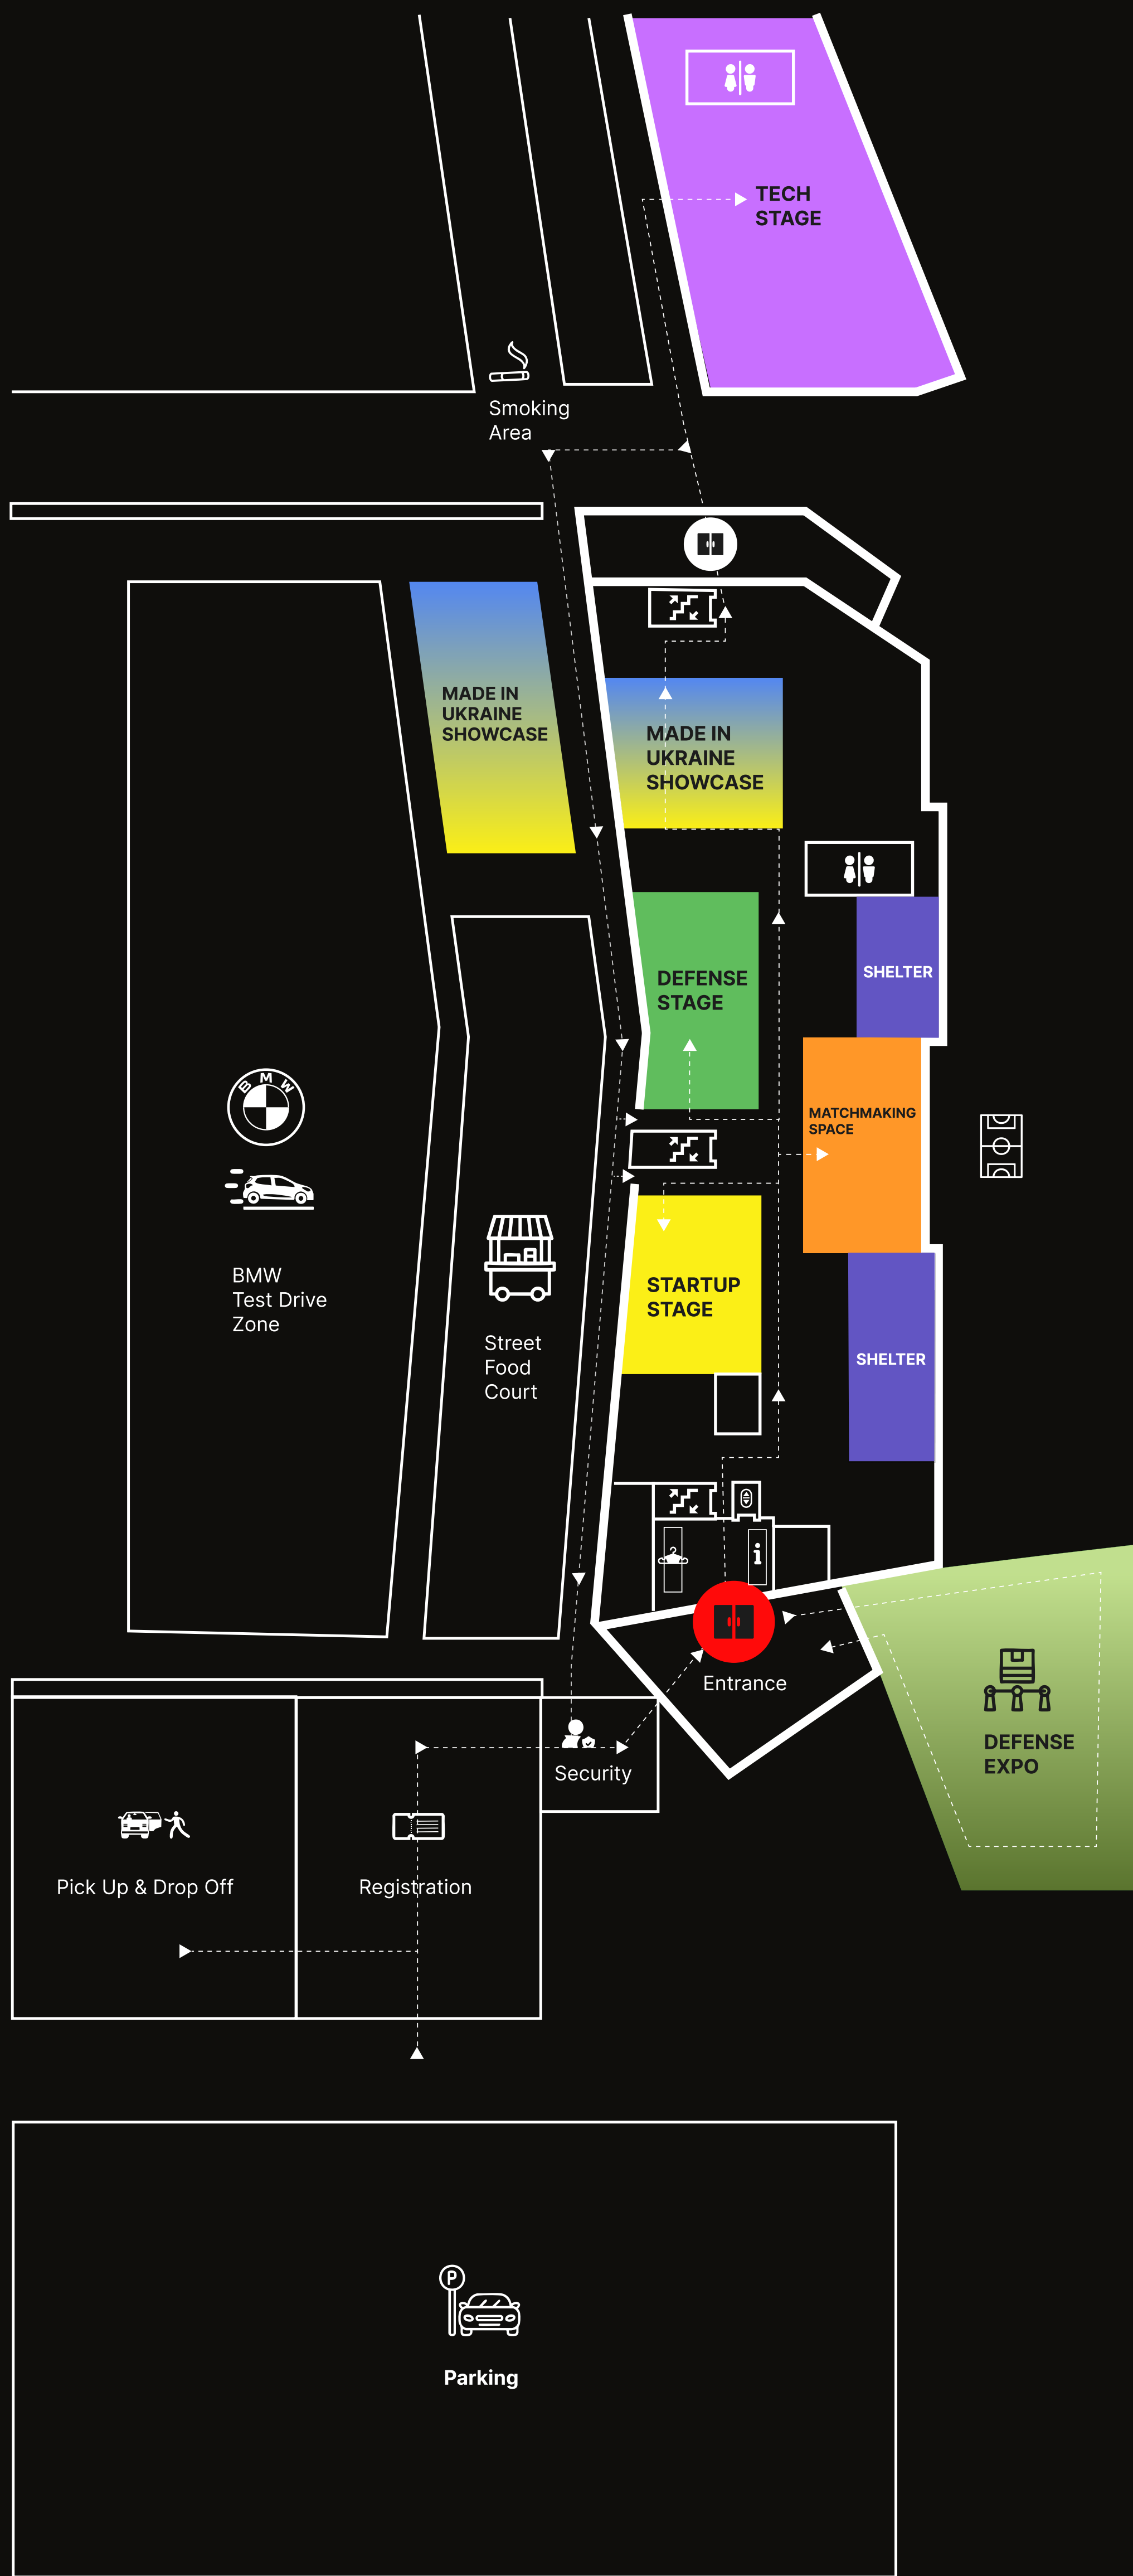 TECH
STAGE
Smoking
Area
MADE IN
UKRAINE
SHOWCASE
MADE IN
UKRAINE
SHOWCASE
DEFENSE
STAGE
SHELTER
MATCHMAKING
SPACE
BMW
BMW
Test Drive
Zone
STARTUP
STAGE
Street
Food
Court
SHELTER
i
Entrance
Security
DEFENSE
EXPO
Pick Up & Drop Off
Registration
P
Parking